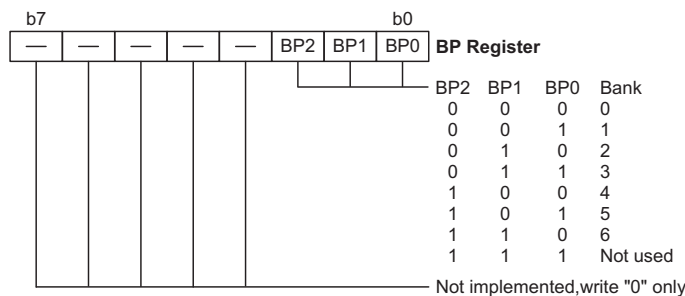 b7 b0
— — — — — BP2 BP1 BP0 BP Register
BP2 BP1 BP0 Bank
0 0 0 0
0 0 1 1
0 1 0 2
0 1 1 3
1 0 0 4
1 0 1 5
1 1 0 6
1 1 1 Not used
Not implemented,write "0" only